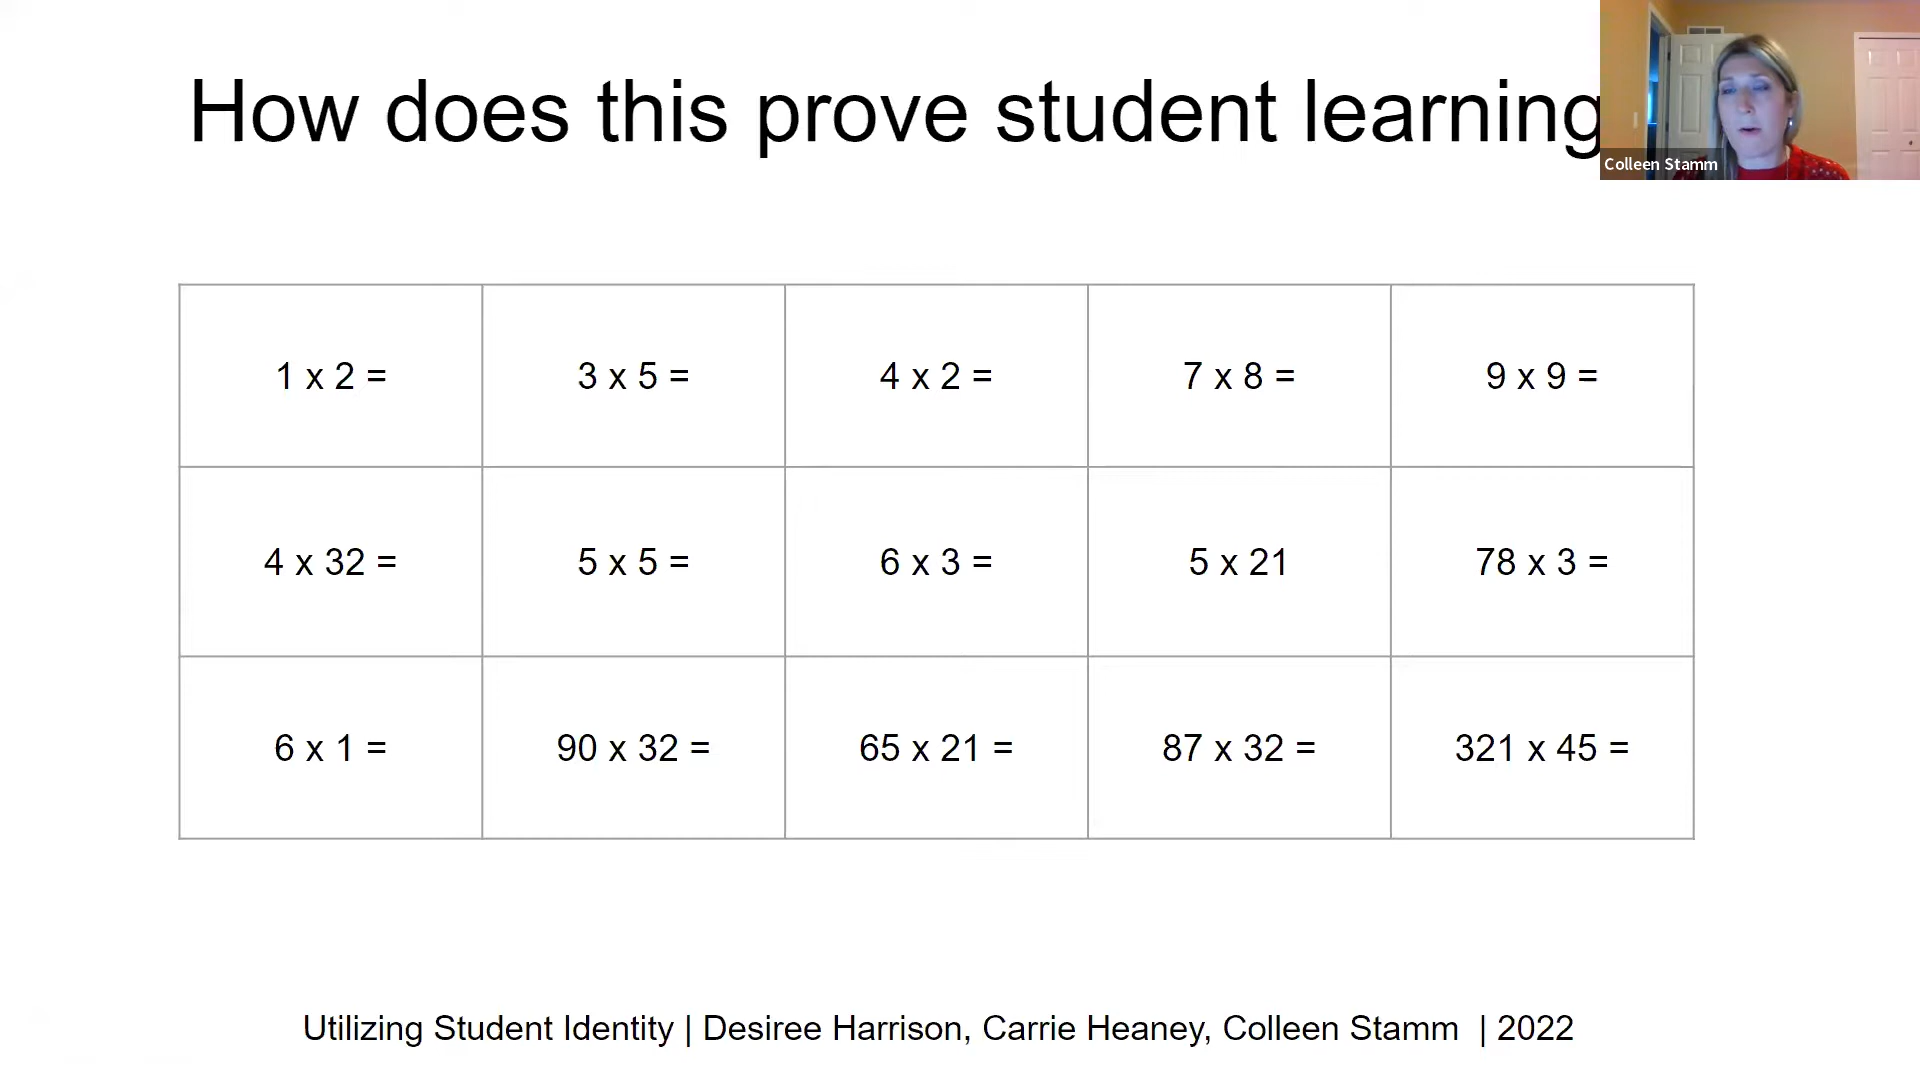 How does this prove student learning
Colleen Stamm
1 x 2 =
3 x 5 =
4 x 2 =
7 x 8 =
9 x 9 =
4 x 32 =
5 x 5 =
6 x 3 =
5 x 21
78 x 3 =
6 x 1 =
90 x 32 =
65 x 21 =
87 x 32 =
321 x 45 =
Utilizing Student Identity | Desiree Harrison, Carrie Heaney, Colleen Stamm | 2022